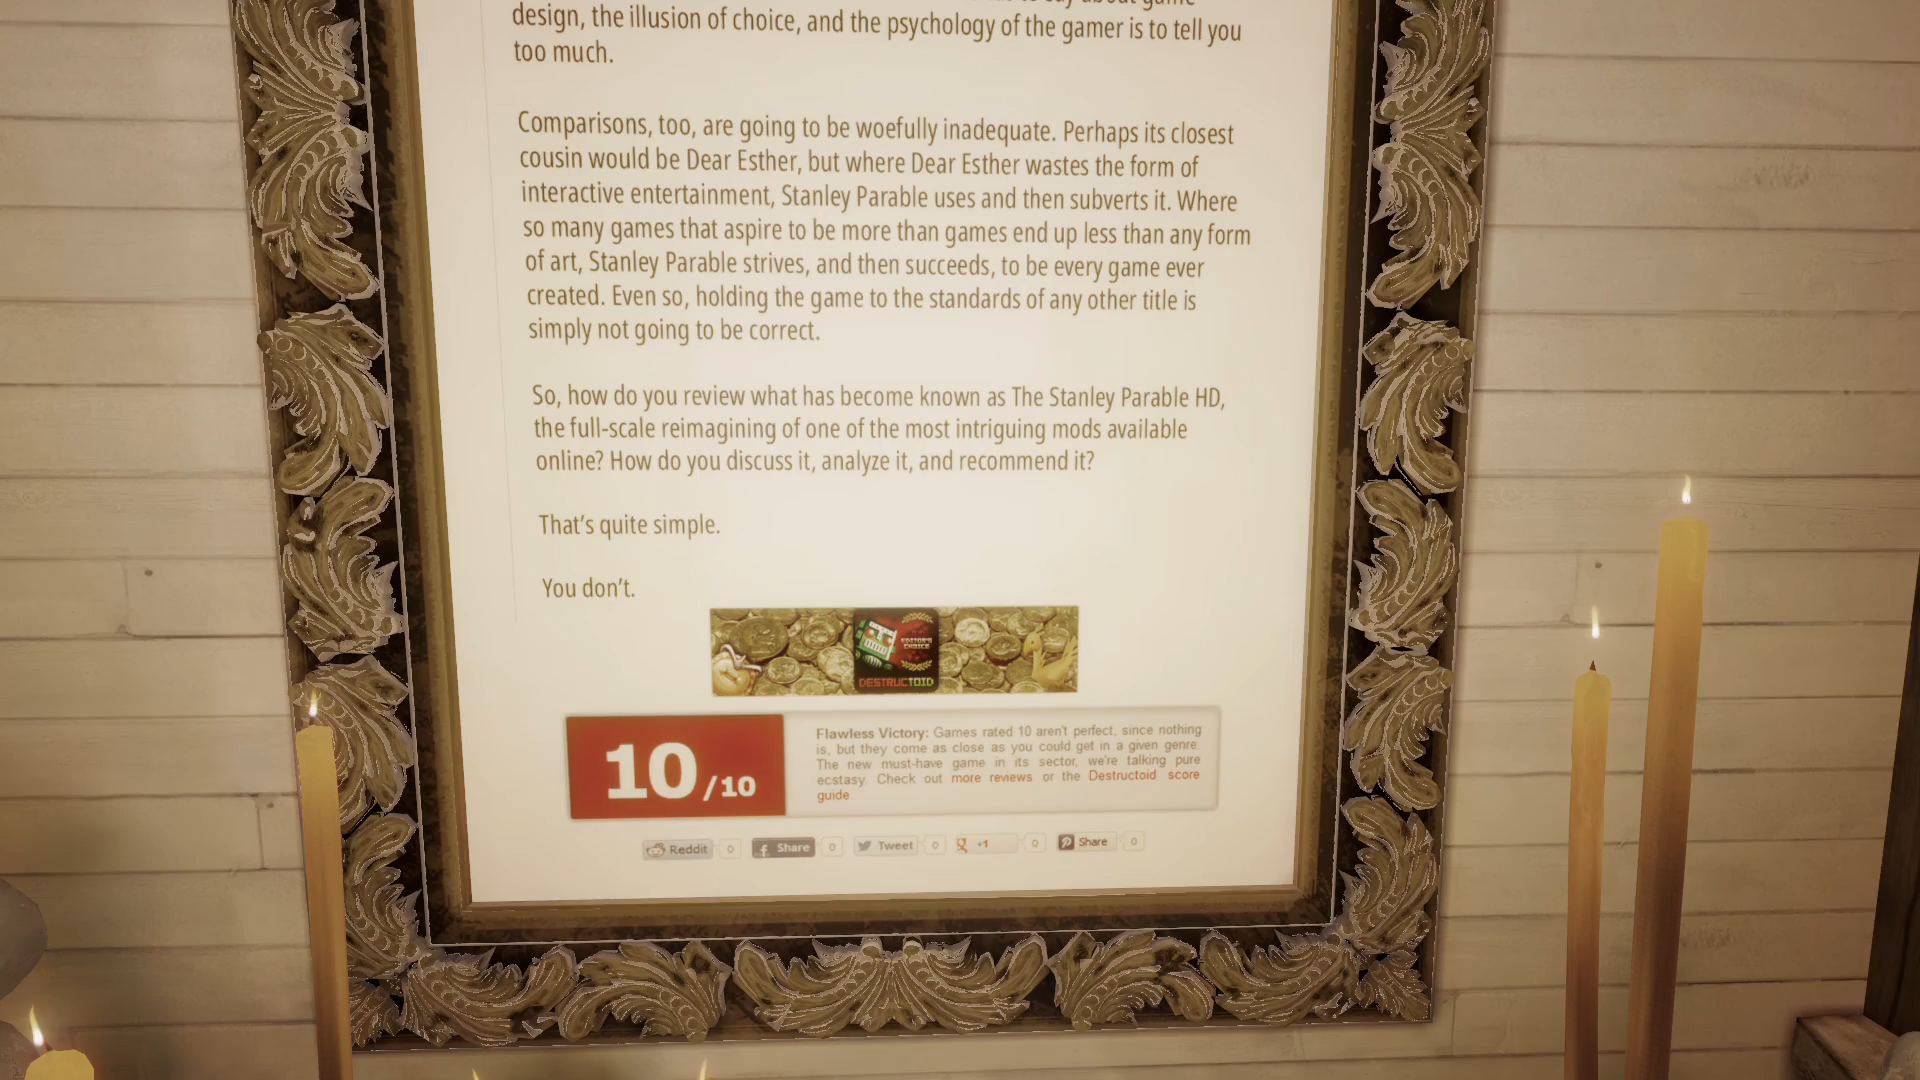 to say about game
design, the illusion of choice, and the psychology of the gamer is to tell you
too much.
Comparisons, too, are going to be woefully inadequate. Perhaps its closest
cousin would be Dear Esther, but where Dear Esther wastes the form of
interactive entertainment, Stanley Parable uses and then subverts it. Where
so many games that aspire to be more than games end up less than any form
of art, Stanley Parable strives, and then succeeds, to be every game ever
created. Even so, holding the game to the standards of any other title is
simply not going to be correct.
So, how do you review what has become known as The Stanley Parable HD,
the full-scale reimagining of one of the most intriguing mods available
online? How do you discuss it, analyze it, and recommend it?
That's quite simple.
You don't.
EDITOR'S
CHOICE
DESTRUCTOID
10/10
Flawless Victory: Games rated 10 aren't perfect, since nothing
is, but they come as close as you could get in a given genre.
The new must-have game in its sector, we're talking pure
ecstasy. Check out more reviews or the Destructoid score
guide.
Reddit 0 f Share 0 Tweet 0 g +1 0 Share 0